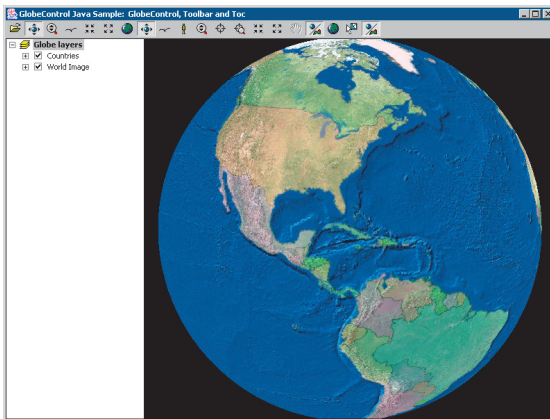 GlobeControl Java Sample: GlobeControl, Toolbar and Toc
Globe layers
Countries
World Image